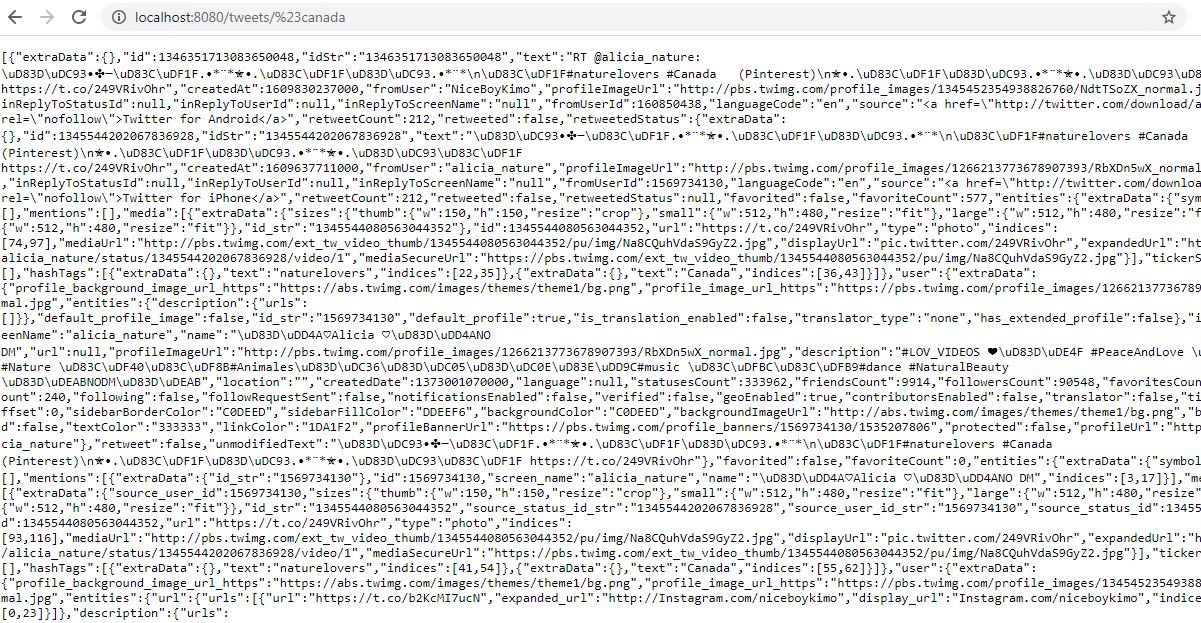 localhost:8080/tweets/%23canada
[{"extraData":{},"id":1346351713083650048,"idStr":"1346351713083650048","text":"RT @alicia_nature:
\uD83D\uDC93•✤━\uD83C\uDF1F.•*¨*★•.\uD83C\uDF1F\uD83D\uDC93.•*¨*\n\uD83C\uDF1F#naturelovers #Canada (Pinterest)\n★•.\uD83C\uDF1F\uD83D\uDC93.•*¨*★•.\uD83D\uDC93\uD83
https://t.co/249VRivOhr","createdAt":1609830237000,"fromUser":"NiceBoyKimo","profileImageUrl":"http://pbs.twimg.com/profile_images/1345452354938826760/NdtTSoZX_normal.j
inReplyToStatusId":null,"inReplyToUserId":null,"inReplyToScreenName":"null","fromUserId":160850438,"languageCode":"en","source":"<a href=\"http://twitter.com/download/a
rel=\"nofollow\">Twitter for Android</a>","retweetCount":212,"retweeted":false,"retweetedStatus":{"extraData":
{},"id":1345544202067836928,"idStr":"1345544202067836928","text":"\uD83D\uDC93•✤━\uD83C\uDF1F.•*¨*★•.\uD83C\uDF1F\uD83D\uDC93.•*¨*\n\uD83C\uDF1F#naturelovers #Canada
(Pinterest)\n★•.\uD83C\uDF1F\uD83D\uDC93.•*¨*★•.\uD83D\uDC93\uD83C\uDF1F
https://t.co/249VRivOhr","createdAt":1609637711000,"fromUser":"alicia_nature","profileImageUrl":"http://pbs.twimg.com/profile_images/1266213773678907393/RbXDn5wX_normal
,"inReplyToStatusId":null,"inReplyToUserId":null,"inReplyToScreenName":"null","fromUserId":1569734130,"languageCode":"en","source":"<a href=\"http://twitter.com/downloa
rel=\"nofollow\">Twitter for iPhone</a>","retweetCount":212,"retweeted":false,"retweetedStatus":null,"favorited":false,"favoriteCount":577,"entities":{"extraData":{"sym
[],"mentions":[],"media":[{"extraData":{"sizes":{"thumb":{"w":150,"h":150,"resize":"crop"},"small":{"w":512,"h":480,"resize":"fit"},"large":{"w":512,"h":480,"resize":"f
{"w":512,"h":480,"resize":"fit"}},"id_str":"1345544080563044352"},"id":1345544080563044352,"url":"https://t.co/249VRivOhr","type":"photo","indices":
[74,97],"mediaUrl":"http://pbs.twimg.com/ext_tw_video_thumb/1345544080563044352/pu/img/Na8CQuhVdaS9GyZ2.jpg","displayUrl":"pic.twitter.com/249VRivOhr","expandedUrl":"ht
alicia_nature/status/1345544202067836928/video/1","mediaSecureUrl":"https://pbs.twimg.com/ext_tw_video_thumb/1345544080563044352/pu/img/Na8CQuhVdaS9GyZ2.jpg"}],"tickerS
[],"hashTags":[{"extraData":{},"text":"naturelovers","indices":[22,35]},{"extraData":{},"text":"Canada","indices":[36,43]}]},"user":{"extraData":
{"profile_background_image_url_https":"https://abs.twimg.com/images/themes/theme1/bg.png","profile_image_url_https":"https://pbs.twimg.com/profile_images/12662137736789
mal.jpg","entities":{"description":{"urls":
[]}},"default_profile_image":false,"id_str":"1569734130","default_profile":true,"is_translation_enabled":false,"translator_type":"none","has_extended_profile":false},"i
eenName":"alicia_nature","name":"\uD83D\uDD4A♡Alicia ♡\uD83D\uDD4ANO
DM","url":null,"profileImageUrl":"http://pbs.twimg.com/profile_images/1266213773678907393/RbXDn5wX_normal.jpg","description":"#LOV_VIDEOS ❤\uD83D\uDE4F #PeaceAndLove \u
#Nature \uD83C\uDF40\uD83C\uDF8B#Animales\uD83D\uDC36\uD83D\uDC05\uD83D\uDC0E\uD83E\uDD9C#music \uD83C\uDFBC\uD83C\uDFB9#dance #NaturalBeauty
\uD83D\uDEABNODM\uD83D\uDEAB","location":"","createdDate":1373001070000,"language":null,"statusesCount":333962,"friendsCount":9914,"followersCount":90548,"favoritesCoun
ount":240,"following":false,"followRequestSent":false,"notificationsEnabled":false,"verified":false,"geoEnabled":true,"contributorsEnabled":false,"translator":false,"ti
ffset":0,"sidebarBorderColor":"C0DEED","sidebarFillColor":"DDEEF6","backgroundColor":"C0DEED","backgroundImageUrl":"http://abs.twimg.com/images/themes/theme1/bg.png","b
d":false,"textColor":"333333","linkColor":"1DA1F2","profileBannerUrl":"https://pbs.twimg.com/profile_banners/1569734130/1535207806","protected":false,"profileUrl":"http
cia_nature"},"retweet":false,"unmodifiedText":"\uD83D\uDC93•✤━\uD83C\uDF1F.•*¨*★•.\uD83C\uDF1F\uD83D\uDC93.•*¨*\n\uD83C\uDF1F#naturelovers #Canada
(Pinterest)\n★•.\uD83C\uDF1F\uD83D\uDC93.•*¨*★•.\uD83D\uDC93\uD83C\uDF1F https://t.co/249VRivOhr"},"favorited":false,"favoriteCount":0,"entities":{"extraData":{"symbol
[],"mentions":[{"extraData":{"id_str":"1569734130"},"id":1569734130,"screen_name":"alicia_nature","name":"\uD83D\uDD4A♡Alicia ♡\uD83D\uDD4ANO DM","indices":[3,17]}],"me
[{"extraData":{"source_user_id":1569734130,"sizes":{"thumb":{"w":150,"h":150,"resize":"crop"},"small":{"w":512,"h":480,"resize":"fit"},"large":{"w":512,"h":480,"resize"
{"w":512,"h":480,"resize":"fit"}},"id_str":"1345544080563044352","source_status_id_str":"1345544202067836928","source_user_id_str":"1569734130","source_status_id":13455
d":1345544080563044352,"url":"https://t.co/249VRivOhr","type":"photo","indices":
[93,116],"mediaUrl":"http://pbs.twimg.com/ext_tw_video_thumb/1345544080563044352/pu/img/Na8CQuhVdaS9GyZ2.jpg","displayUrl":"pic.twitter.com/249VRivOhr","expandedUrl":"h
/alicia_nature/status/1345544202067836928/video/1","mediaSecureUrl":"https://pbs.twimg.com/ext_tw_video_thumb/1345544080563044352/pu/img/Na8CQuhVdaS9GyZ2.jpg"}],"ticker
[],"hashTags":[{"extraData":{},"text":"naturelovers","indices":[41,54]},{"extraData":{},"text":"Canada","indices":[55,62]}]},"user":{"extraData":
{"profile_background_image_url_https":"https://abs.twimg.com/images/themes/theme1/bg.png","profile_image_url_https":"https://pbs.twimg.com/profile_images/13454523549388
mal.jpg","entities":{"url":{"urls":[{"url":"https://t.co/b2KcMI7ucN","expanded_url":"http://Instagram.com/niceboykimo","display_url":"Instagram.com/niceboykimo","indice
[0,23]}]},"description":{"urls":